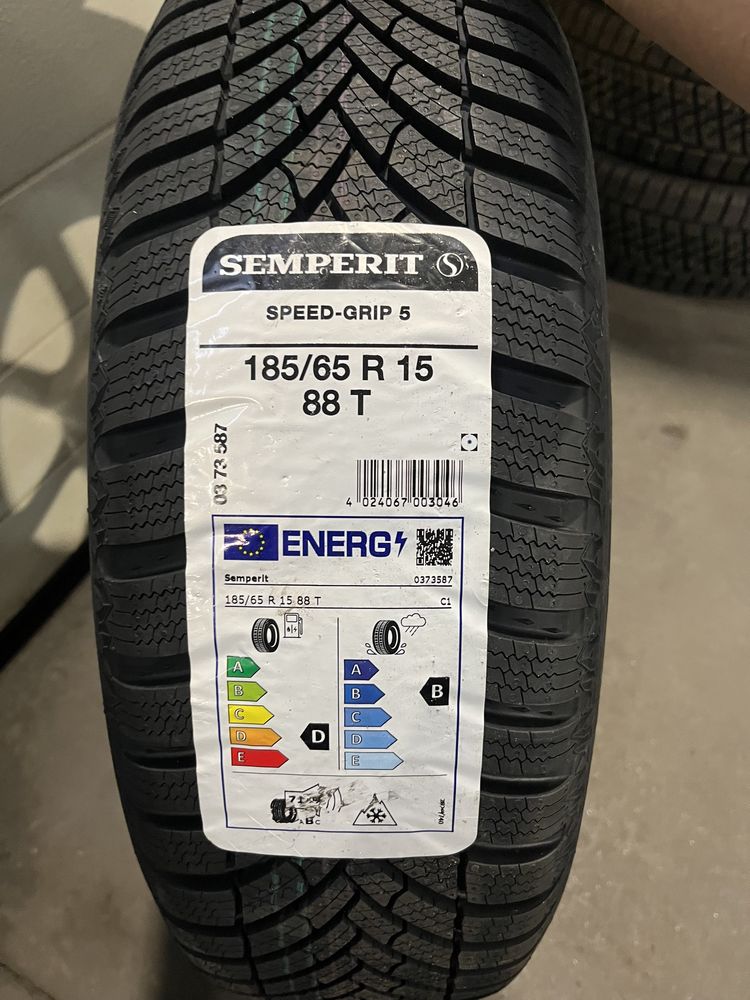 SEMPERIT
SPEED-GRIP 5
185/65 R 15
88 T
03 73 587
4 024067 003046
ENERG
Semperit 0373587
185/65 R 15 88 T C1
A A
B B B
C C
D D D
E E
ABC